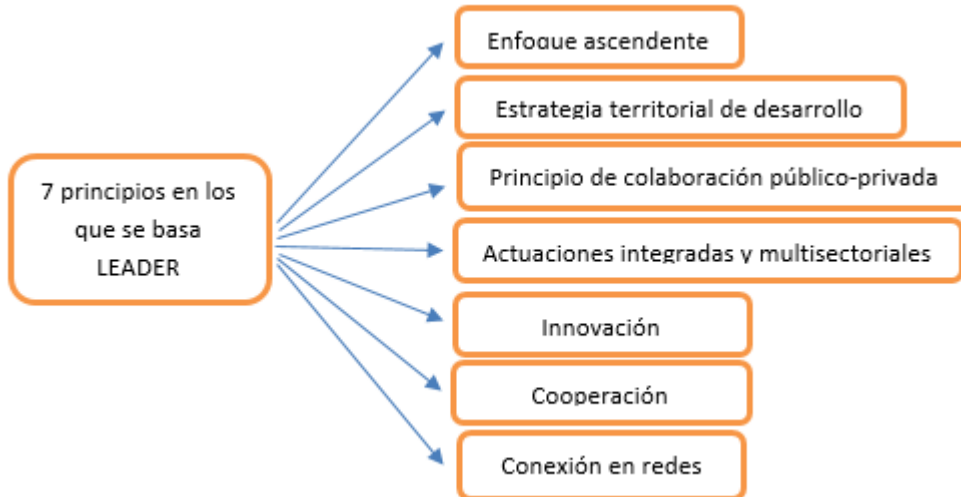 Enfoque ascendente
Estrategia territorial de desarrollo
Principio de colaboración público-privada
7 principios en los
que se basa
LEADER
Actuaciones integradas y multisectoriales
Innovación
Cooperación
Conexión en redes